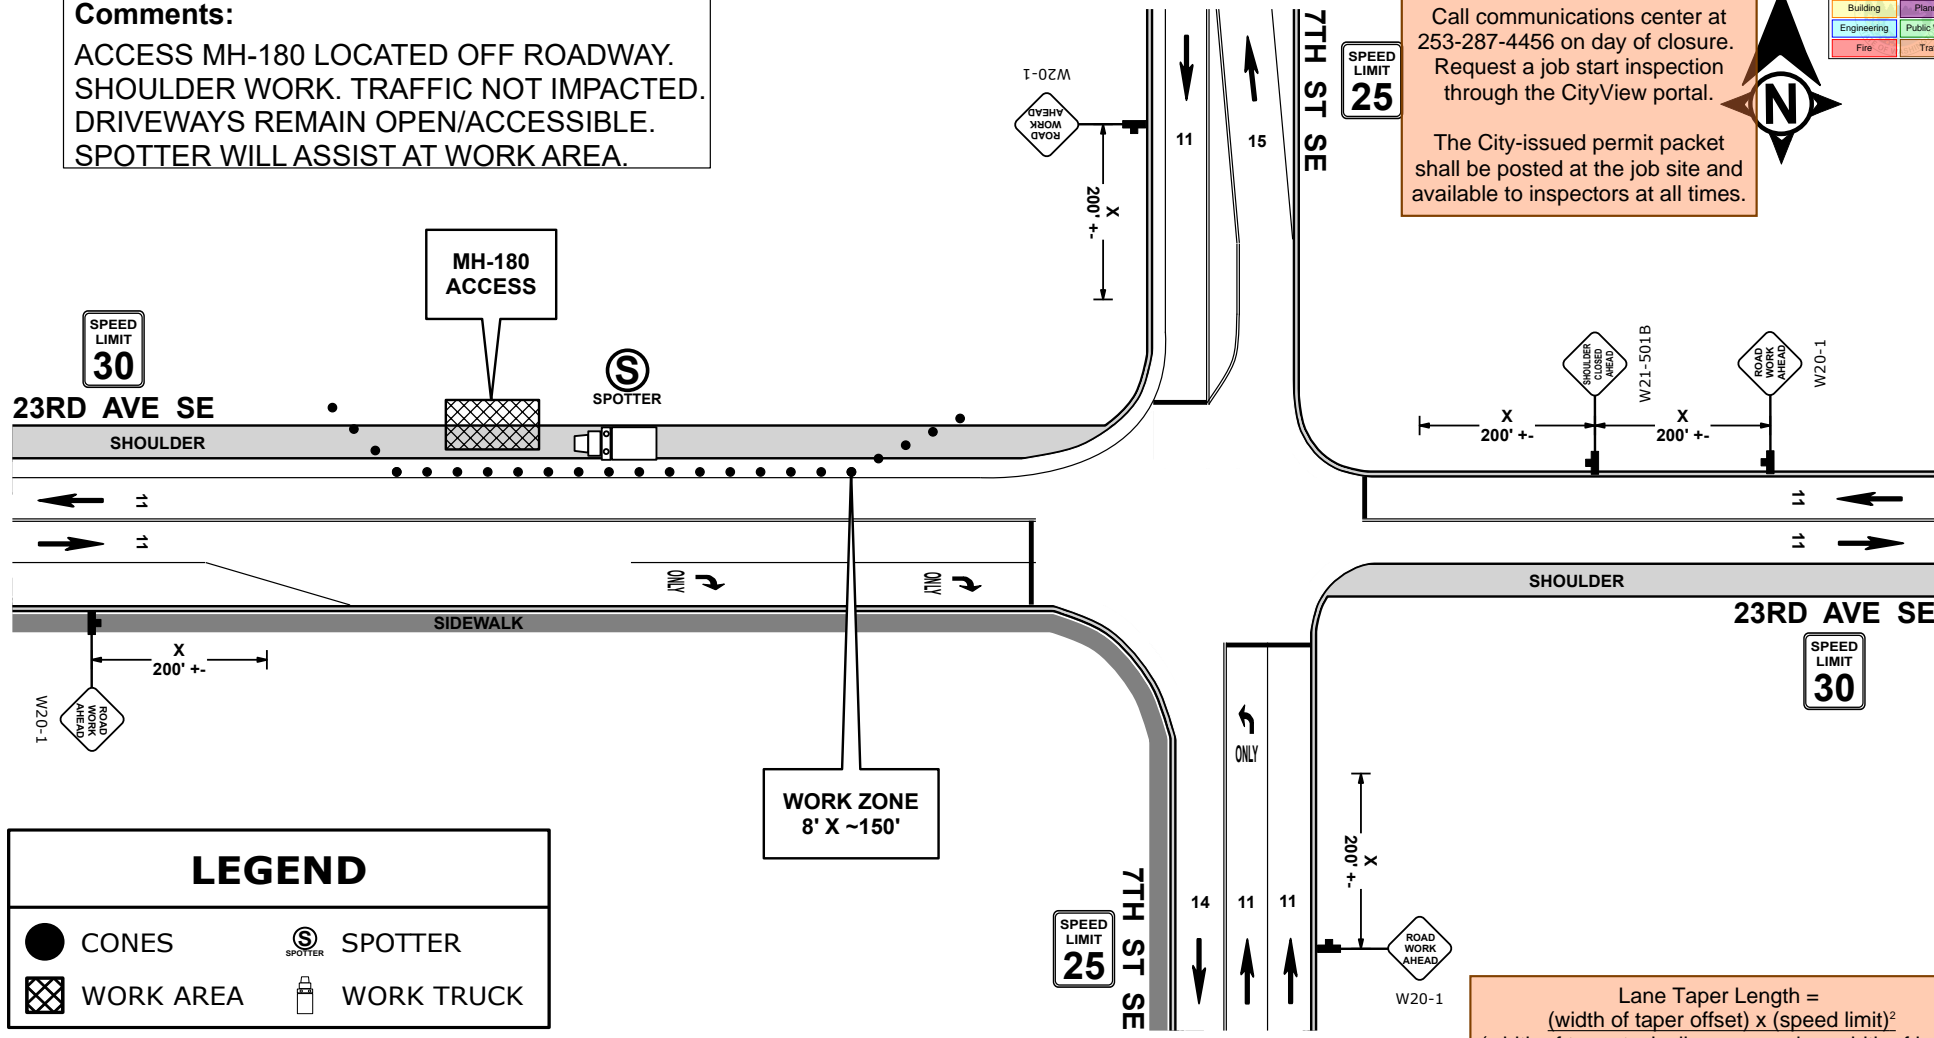 Comments:
ACCESS MH-180 LOCATED OFF ROADWAY.
SHOULDER WORK. TRAFFIC NOT IMPACTED.
DRIVEWAYS REMAIN OPEN/ACCESSIBLE.
SPOTTER WILL ASSIST AT WORK AREA.
Call communications center at
253-287-4456 on day of closure.
Request a job start inspection
through the CityView portal.
The City-issued permit packet
shall be posted at the job site and
available to inspectors at all times.
N
Building
Engineering
Public
Fire
7TH ST SE
SPEED
LIMIT
25
W20-1
ROAD
WORK
AHEAD
X
200' +-
11
15
MH-180
ACCESS
SPEED
LIMIT
30
23RD AVE SE
S
SPOTTER
SHOULDER
11
11
ONLY
ONLY
SIDEWALK
X
200' +-
W20-1
ROAD
WORK
AHEAD
SHOULDER
CLOSED
AHEAD
W21-501B
ROAD
WORK
AHEAD
W20-1
X
200' +-
X
200' +-
11
11
SHOULDER
23RD AVE SE
SPEED
LIMIT
30
WORK ZONE
8' X ~150'
ONLY
X
200' +-
14
11
11
7TH ST SE
SPEED
LIMIT
25
ROAD
WORK
AHEAD
W20-1
LEGEND
CONES
S
SPOTTER
SPOTTER
WORK AREA
WORK TRUCK
Lane Taper Length =
(width of taper offset) x (speed limit)²